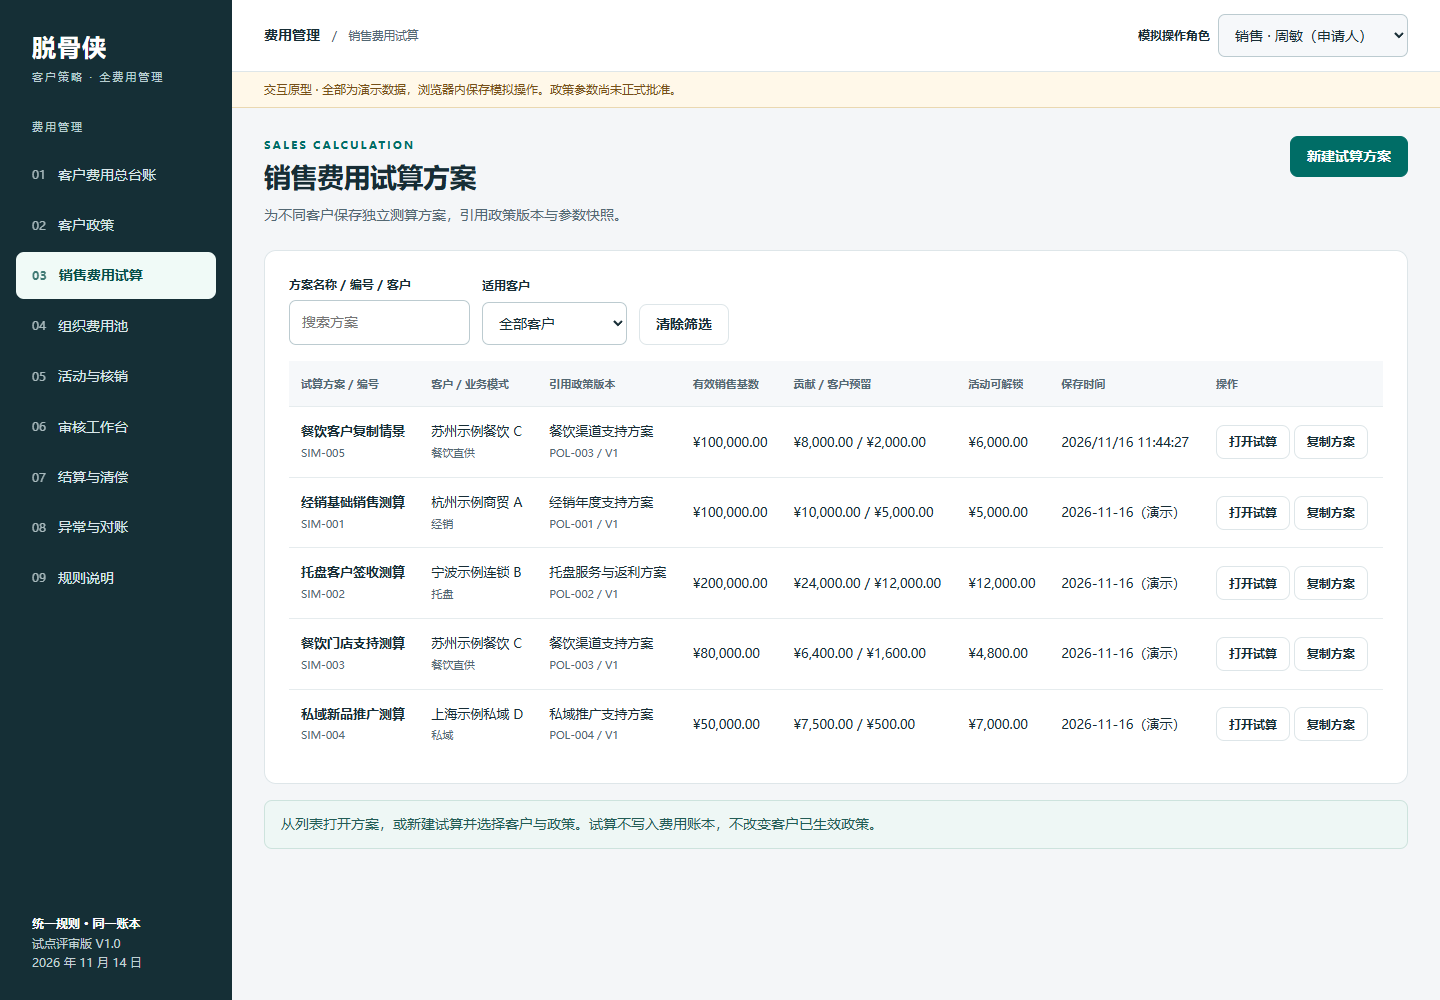 脱骨侠
客户策略 · 全费用管理
费用管理
01 客户费用总台账
02 客户政策
03 销售费用试算
04 组织费用池
05 活动与核销
06 审核工作台
07 结算与清偿
08 异常与对账
09 规则说明
统一规则 • 同一账本
试点评审版 V1.0
2026 年 11 月 14 日
费用管理 / 销售费用试算
模拟操作角色 销售 · 周敏（申请人）
交互原型 · 全部为演示数据，浏览器内保存模拟操作。政策参数尚未正式批准。
SALES CALCULATION
销售费用试算方案
为不同客户保存独立测算方案，引用政策版本与参数快照。
新建试算方案
方案名称 / 编号 / 客户 适用客户
搜索方案 全部客户 清除筛选
试算方案 / 编号 客户 / 业务模式 引用政策版本 有效销售基数 贡献 / 客户预留 活动可解锁 保存时间 操作
餐饮客户复制情景 苏州示例餐饮 C 餐饮渠道支持方案
¥100,000.00 ¥8,000.00 / ¥2,000.00 ¥6,000.00 2026/11/16 11:44:27 打开试算 复制方案
SIM-005 餐饮直供 POL-003 / V1
经销基础销售测算 杭州示例商贸 A 经销年度支持方案
¥100,000.00 ¥10,000.00 / ¥5,000.00 ¥5,000.00 2026-11-16（演示） 打开试算 复制方案
SIM-001 经销 POL-001 / V1
托盘客户签收测算 宁波示例连锁 B 托盘服务与返利方案
¥200,000.00 ¥24,000.00 / ¥12,000.00 ¥12,000.00 2026-11-16（演示） 打开试算 复制方案
SIM-002 托盘 POL-002 / V1
餐饮门店支持测算 苏州示例餐饮 C 餐饮渠道支持方案
¥80,000.00 ¥6,400.00 / ¥1,600.00 ¥4,800.00 2026-11-16（演示） 打开试算 复制方案
SIM-003 餐饮直供 POL-003 / V1
私域新品推广测算 上海示例私域 D 私域推广支持方案
¥50,000.00 ¥7,500.00 / ¥500.00 ¥7,000.00 2026-11-16（演示） 打开试算 复制方案
SIM-004 私域 POL-004 / V1
从列表打开方案，或新建试算并选择客户与政策。试算不写入费用账本，不改变客户已生效政策。